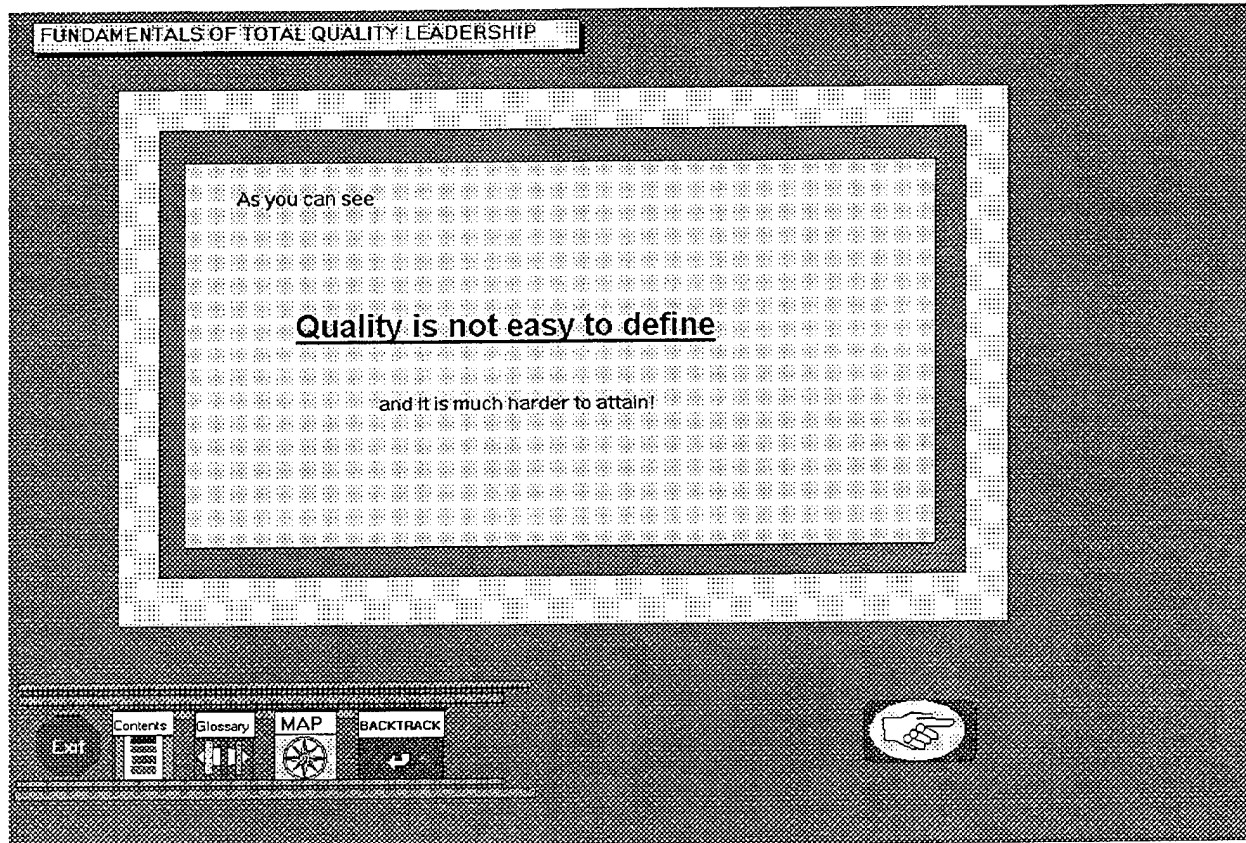 FUNDAMENTALS OF TOTAL QUALITY LEADERSHIP
As you can see
Quality is not easy to define
and it is much harder to attain!
Exit
Contents
Glossary
MAP
BACKTRACK